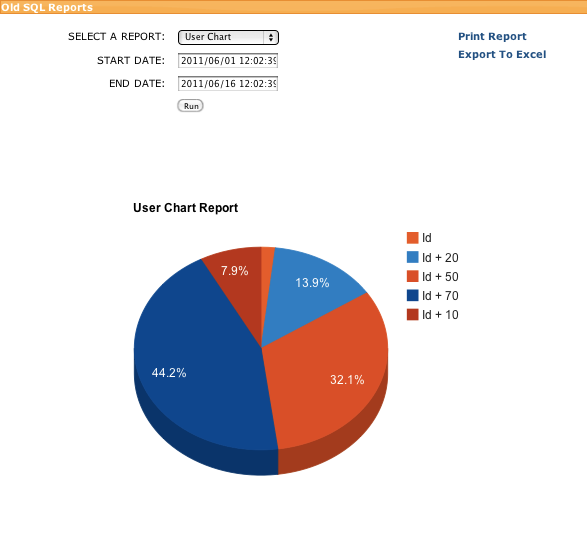 Old SQL Reports
SELECT A REPORT: User Chart
Print Report
START DATE: 2011/06/01 12:02:39
Export To Excel
END DATE: 2011/06/16 12:02:39
Run
User Chart Report
Id
Id + 20
Id + 50
Id + 70
Id + 10
7.9%
13.9%
44.2%
32.1%